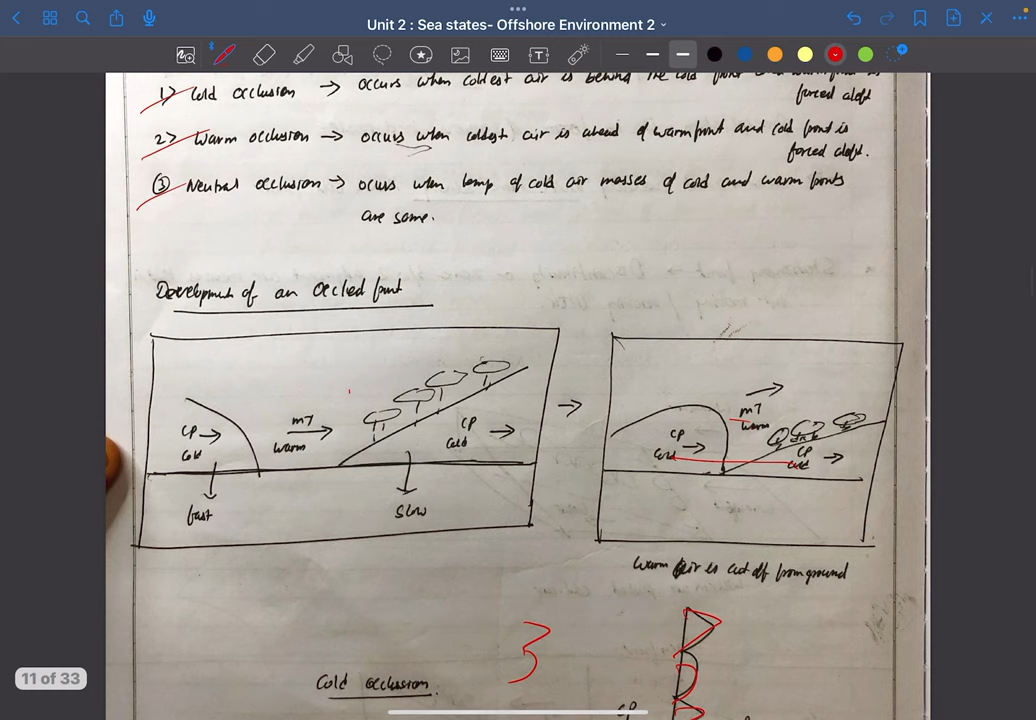 Unit 2 : Sea states- Offshore Environment 2
1) Cold occlusion → occurs when coldest air is behind the cold front
forced aloft
2) Warm occlusion → occurs when coldest air is ahead of warm front and cold front is
forced aloft.
③ Neutral occlusion → occurs when temp of cold air masses of cold and warm fronts
are same.
Development of an occled front
CP →
Cold
fast
mT
warm
CP
Cold
slow
→
mT
warm
CP
Cold
CP
Cold
warm air is cut off from ground
3
Cold occlusion.
CP
11 of 33